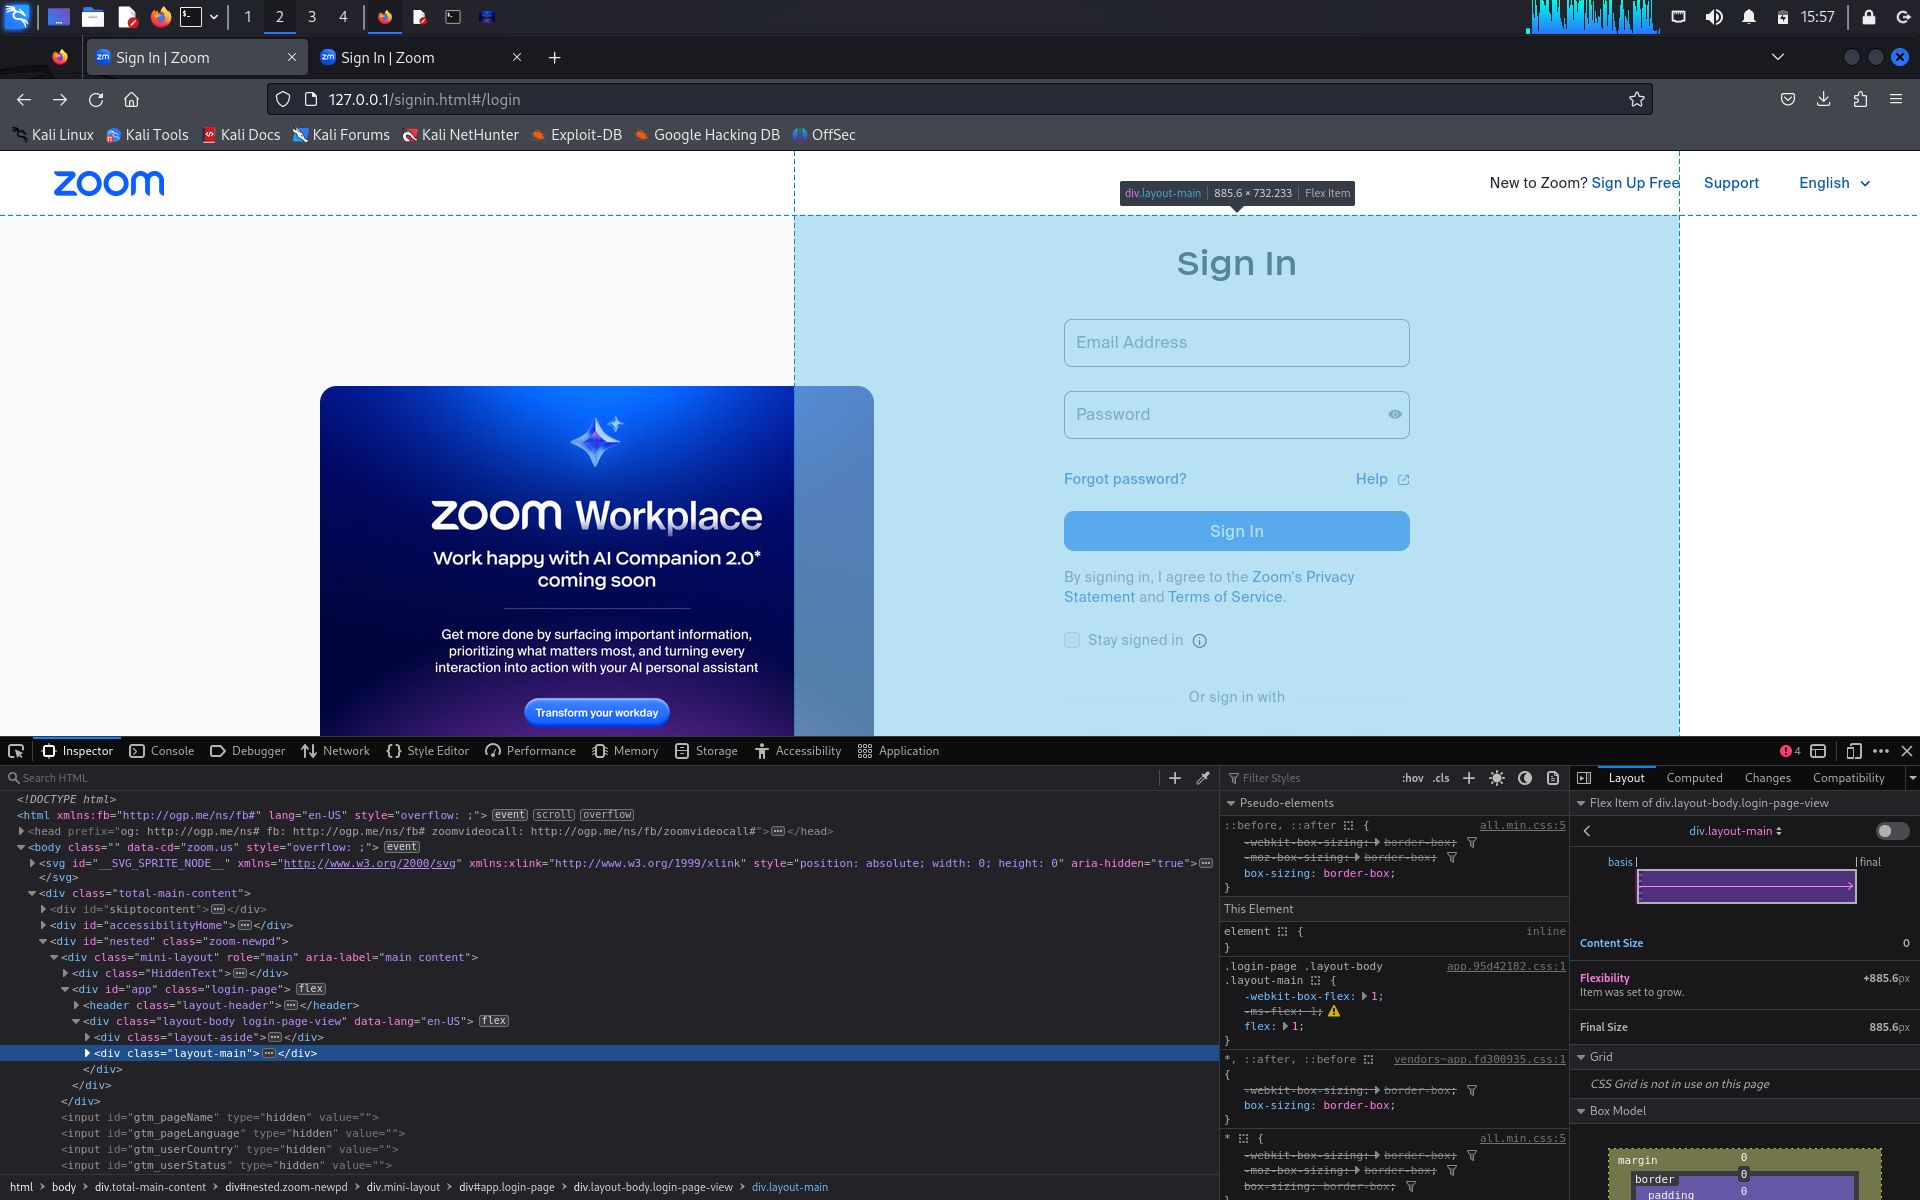 1 2 3 4 15:57
Sign In | Zoom Sign In | Zoom
127.0.0.1/signin.html#/login
Kali Linux Kali Tools Kali Docs Kali Forums Kali NetHunter Exploit-DB Google Hacking DB OffSec
zoom
div.layout-main 885.6 × 732.233 Flex Item
New to Zoom? Sign Up Free Support English
Sign In
Email Address
Password
Forgot password? Help
Sign In
By signing in, I agree to the Zoom's Privacy
Statement and Terms of Service.
Stay signed in
Or sign in with
zoom Workplace
Work happy with AI Companion 2.0*
coming soon
Get more done by surfacing important information,
prioritizing what matters most, and turning every
interaction into action with your AI personal assistant
Transform your workday
Inspector Console Debugger Network Style Editor Performance Memory Storage Accessibility Application 4
Search HTML
<!DOCTYPE html>
<html xmlns:fb="http://ogp.me/ns/fb#" lang="en-US" style="overflow: ;"> event scroll overflow
<head prefix="og: http://ogp.me/ns# fb: http://ogp.me/ns/fb# zoomvideocall: http://ogp.me/ns/fb/zoomvideocall#"></head>
<body class="" data-cd="zoom.us" style="overflow: ;"> event
<svg id="__SVG_SPRITE_NODE__" xmlns="http://www.w3.org/2000/svg" xmlns:xlink="http://www.w3.org/1999/xlink" style="position: absolute; width: 0; height: 0" aria-hidden="true">
</svg>
<div class="total-main-content">
<div id="skiptocontent"></div>
<div id="accessibilityHome"></div>
<div id="nested" class="zoom-newpd">
<div class="mini-layout" role="main" aria-label="main content">
<div class="HiddenText"></div>
<div id="app" class="login-page"> flex
<header class="layout-header"></header>
<div class="layout-body login-page-view" data-lang="en-US"> flex
<div class="layout-aside"></div>
<div class="layout-main"></div>
</div>
</div>
</div>
<input id="gtm_pageName" type="hidden" value="">
<input id="gtm_pageLanguage" type="hidden" value="">
<input id="gtm_userCountry" type="hidden" value="">
<input id="gtm_userStatus" type="hidden" value="">
html body div.total-main-content div#nested.zoom-newpd div.mini-layout div#app.login-page div.layout-body.login-page-view div.layout-main
Filter Styles :hov .cls
Pseudo-elements
::before, ::after { all.min.css:5
-webkit-box-sizing: border-box;
-moz-box-sizing: border-box;
box-sizing: border-box;
}
This Element
element { inline
}
.login-page .layout-body app.95d42182.css:1
.layout-main {
-webkit-box-flex: 1;
-ms-flex: 1;
flex: 1;
}
*, ::after, ::before vendors~app.fd300935.css:1
{
-webkit-box-sizing: border-box;
box-sizing: border-box;
}
* { all.min.css:5
-webkit-box-sizing: border-box;
-moz-box-sizing: border-box;
box-sizing: border-box;
Layout Computed Changes Compatibility
Flex Item of div.layout-body.login-page-view
div.layout-main
basis final
Content Size 0
Flexibility +885.6px
Item was set to grow.
Final Size 885.6px
Grid
CSS Grid is not in use on this page
Box Model
margin 0
border 0
padding 0